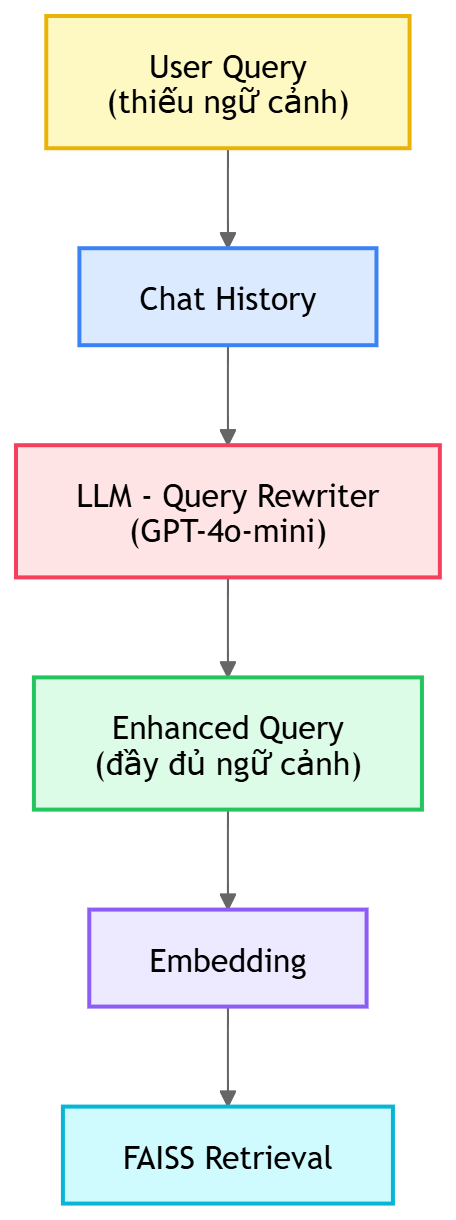 User Query
(thiếu ngữ cảnh)
Chat History
LLM - Query Rewriter
(GPT-4o-mini)
Enhanced Query
(đầy đủ ngữ cảnh)
Embedding
FAISS Retrieval